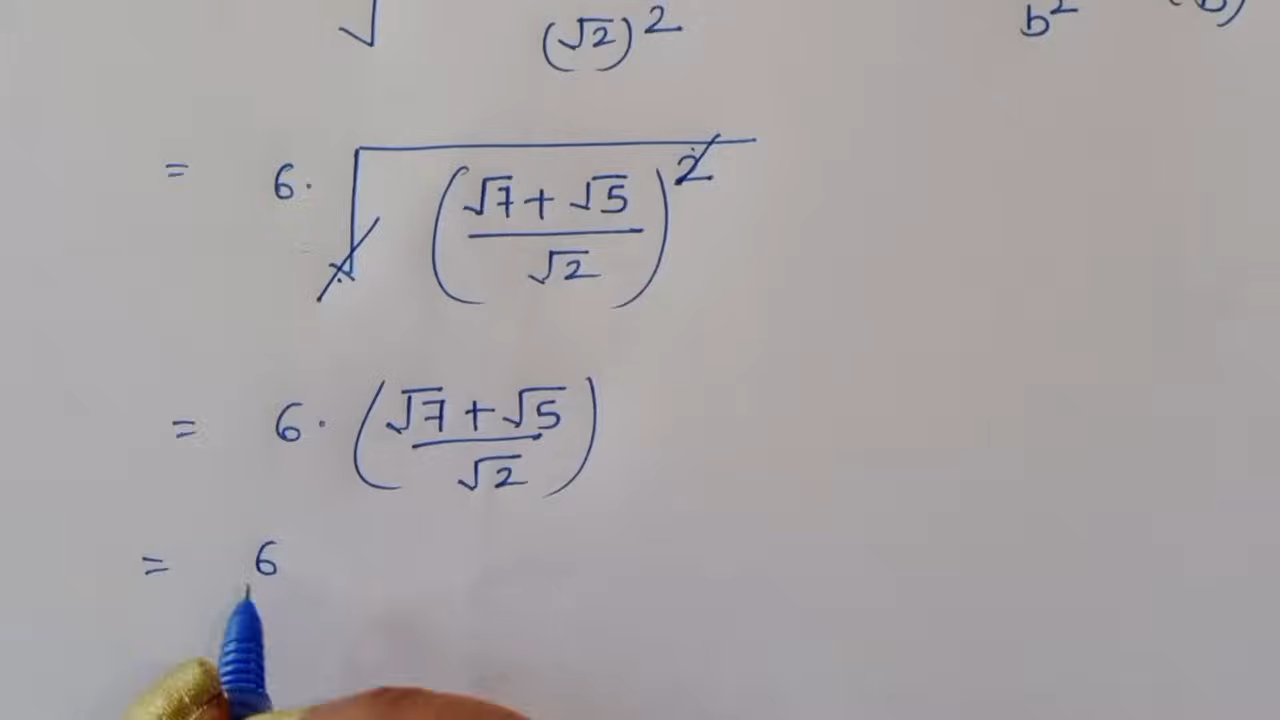 √ (√2)² b² (b)
= 6·√((√7 + √5)/√2)²
= 6·((√7 + √5)/√2)
= 6